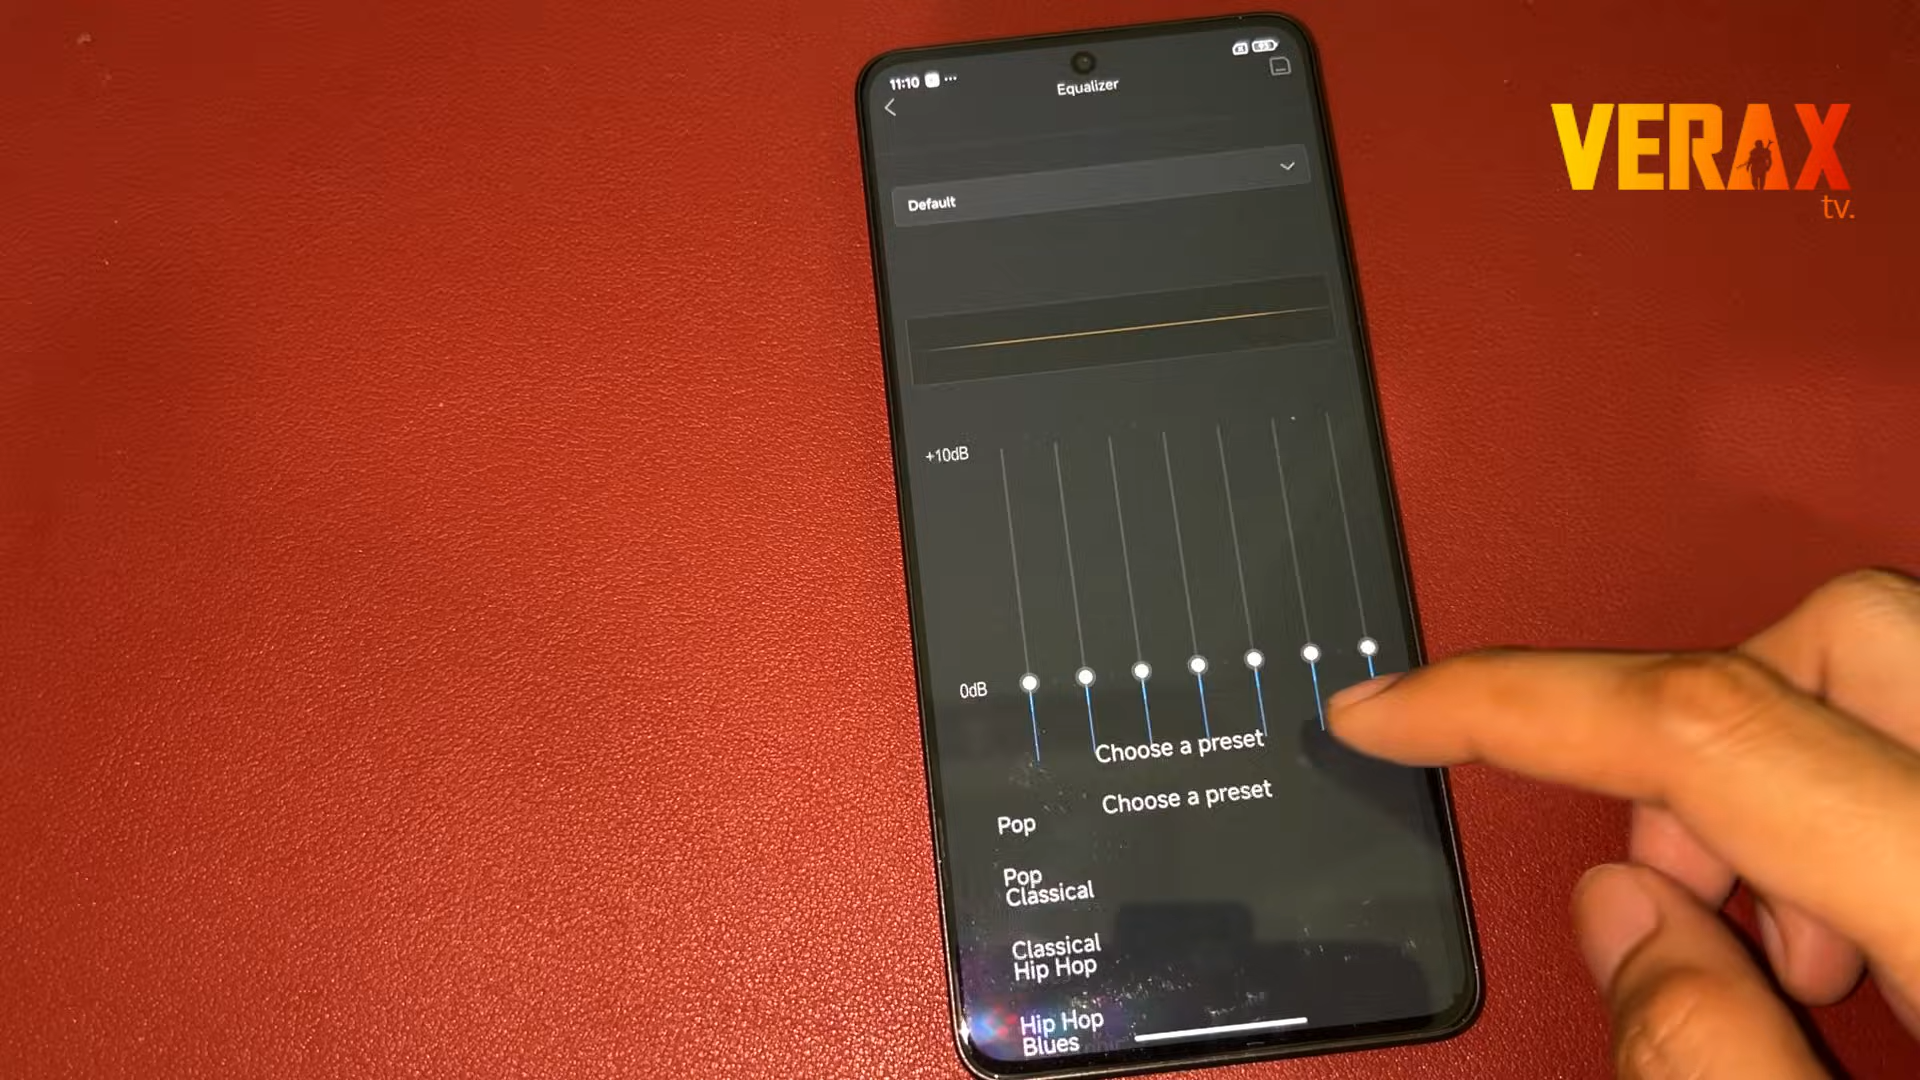 11:10
Equalizer
Default
+10dB
0dB
Choose a preset
Choose a preset
Pop
Pop
Classical
Classical
Hip Hop
Hip Hop
Blues
VERAX
tv.